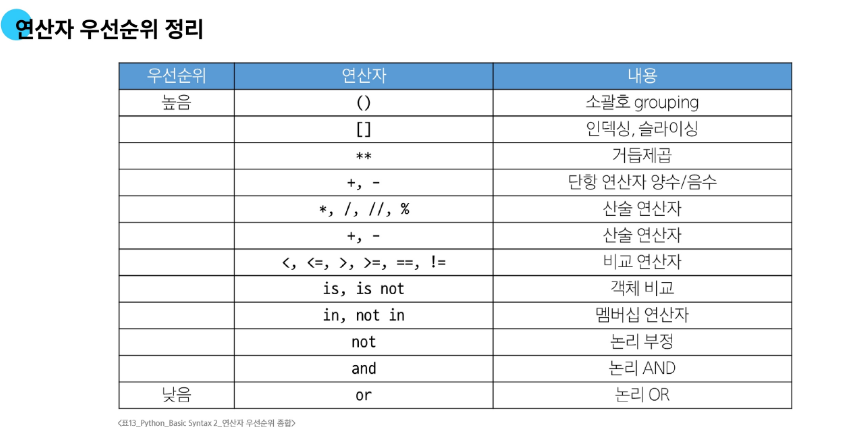 연산자 우선순위 정리
우선순위 연산자 내용
높음 () 소괄호 grouping
[] 인덱싱, 슬라이싱
** 거듭제곱
+, - 단항 연산자 양수/음수
*, /, //, % 산술 연산자
+, - 산술 연산자
<, <=, >, >=, ==, != 비교 연산자
is, is not 객체 비교
in, not in 멤버십 연산자
not 논리 부정
and 논리 AND
낮음 or 논리 OR
<표13_Python_Basic Syntax 2_연산자 우선순위 종합>